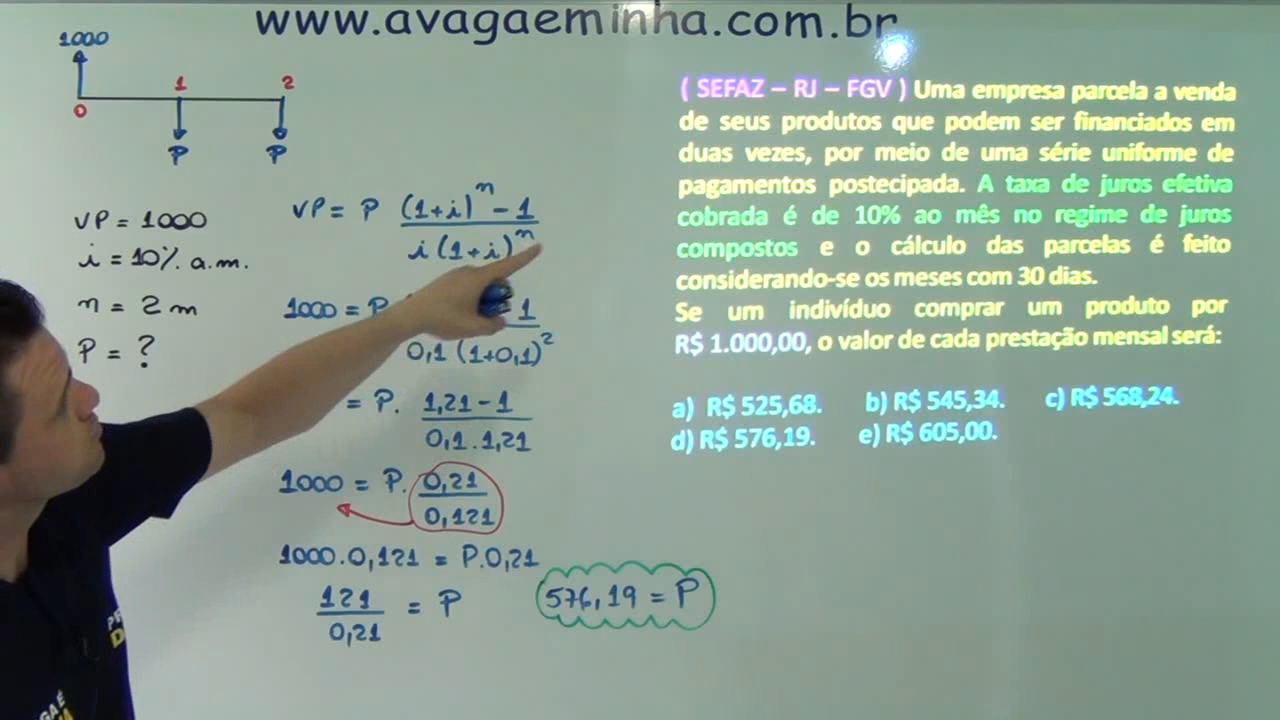 www.avagaeminha.com.br
1000
0
1
2
P
P
VP = 1000
i = 10% a.m.
n = 2 m
P = ?
VP = P (1+i)^n - 1
i (1+i)^n
1000 = P
1
0,1 (1+0,1)^2
= P. 1,21 - 1
0,1 . 1,21
1000 = P. 0,21
0,121
1000.0,121 = P.0,21
121 = P
0,21
576,19 = P
( SEFAZ – RJ – FGV ) Uma empresa parcela a venda
de seus produtos que podem ser financiados em
duas vezes, por meio de uma série uniforme de
pagamentos postecipada. A taxa de juros efetiva
cobrada é de 10% ao mês no regime de juros
compostos e o cálculo das parcelas é feito
considerando-se os meses com 30 dias.
Se um indivíduo comprar um produto por
R$ 1.000,00, o valor de cada prestação mensal será:
a) R$ 525,68. b) R$ 545,34. c) R$ 568,24.
d) R$ 576,19. e) R$ 605,00.